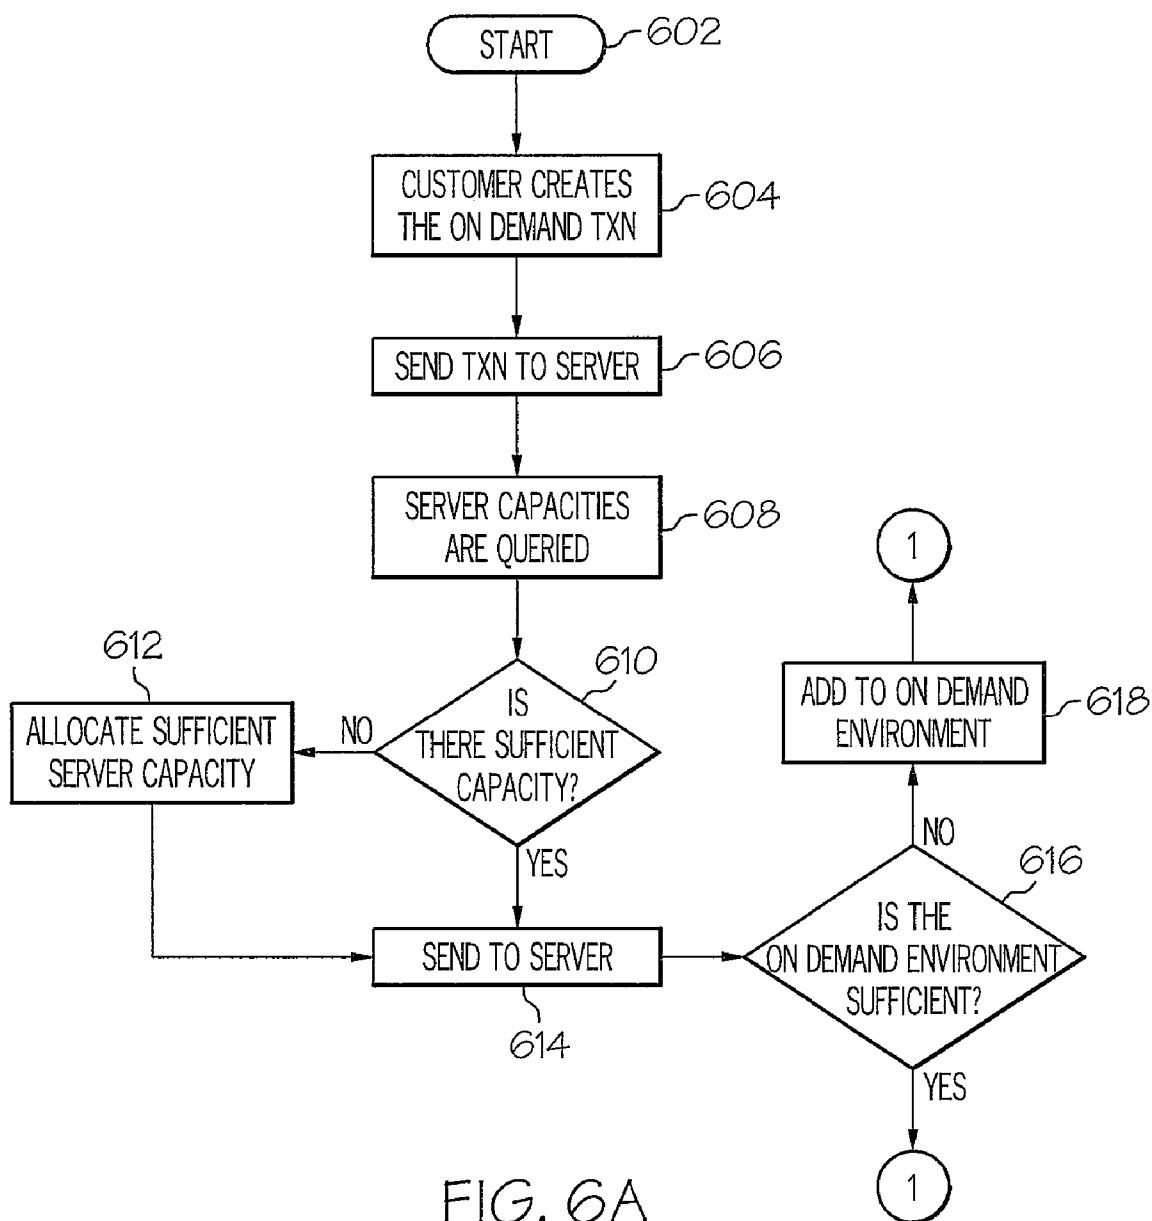 START
602
CUSTOMER CREATES
THE ON DEMAND TXN
604
SEND TXN TO SERVER
606
SERVER CAPACITIES
ARE QUERIED
608
610
IS
THERE SUFFICIENT
CAPACITY?
NO
YES
612
ALLOCATE SUFFICIENT
SERVER CAPACITY
SEND TO SERVER
614
616
IS THE
ON DEMAND ENVIRONMENT
SUFFICIENT?
NO
YES
ADD TO ON DEMAND
ENVIRONMENT
618
1
1
FIG. 6A